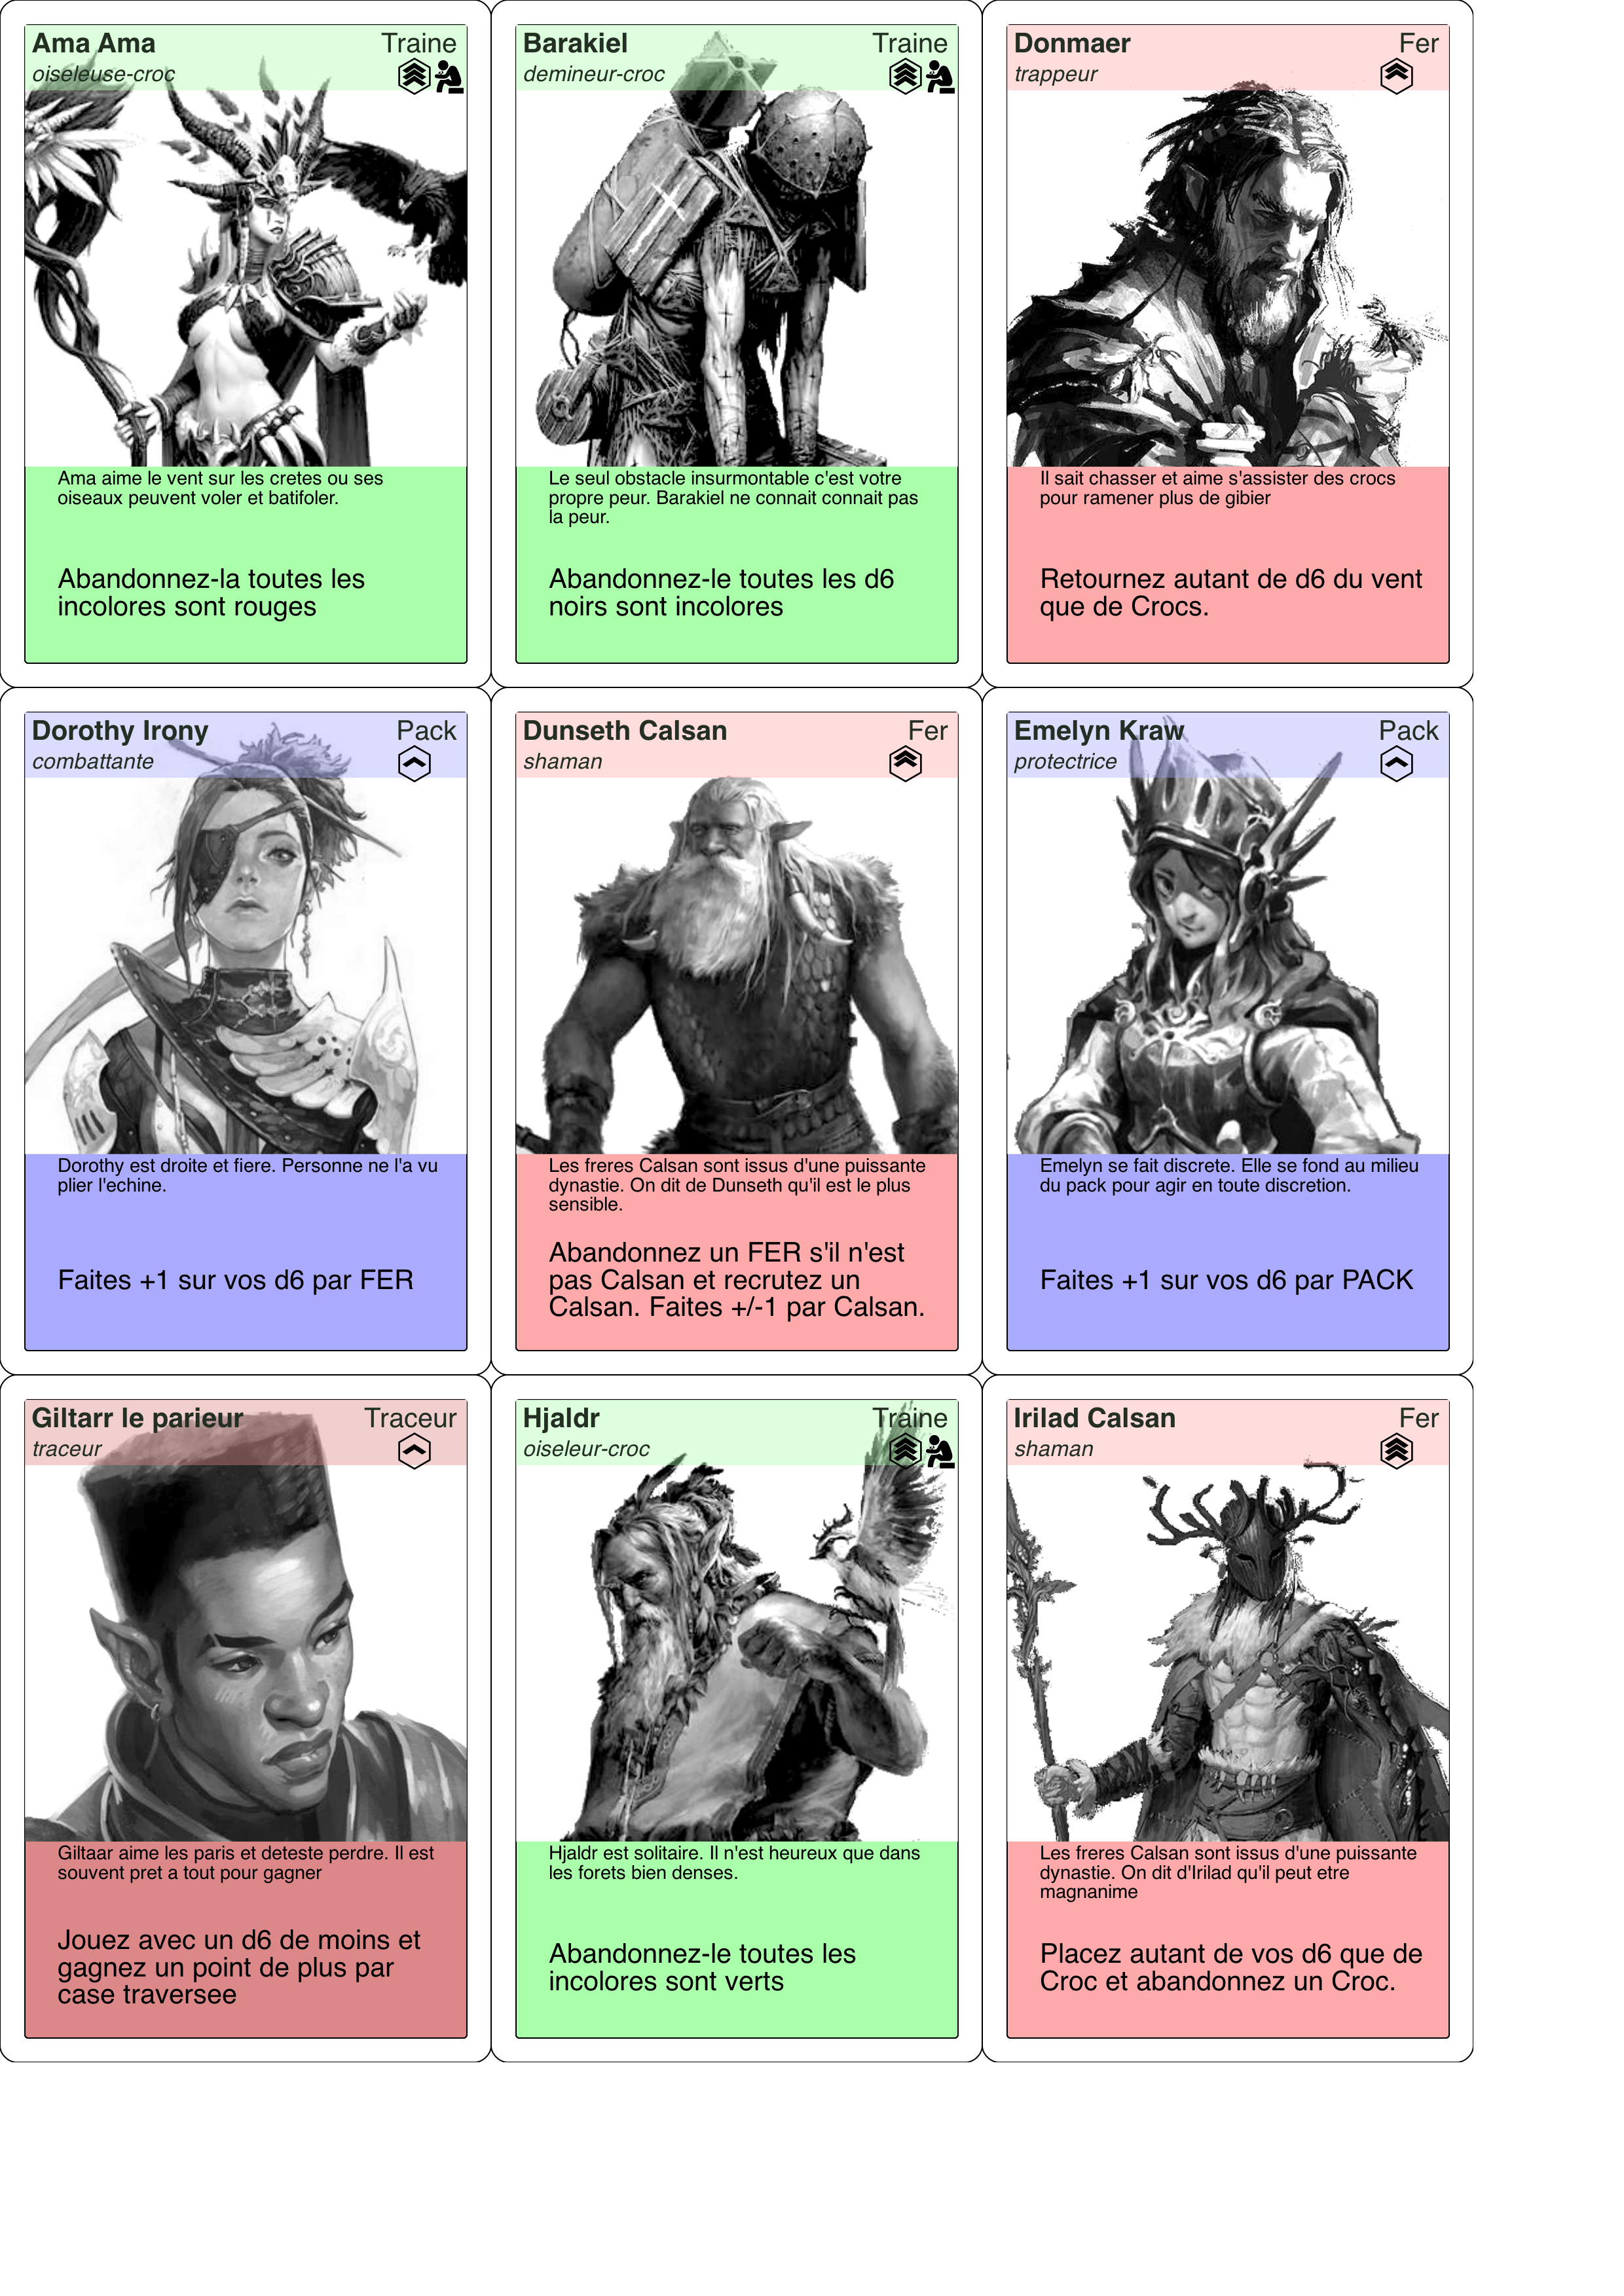 Ama Ama
Traine
oiseleuse-croc
Ama aime le vent sur les cretes ou ses
oiseaux peuvent voler et batifoler.
Abandonnez-la toutes les
incolores sont rouges
Barakiel
Traine
demineur-croc
Le seul obstacle insurmontable c'est votre
propre peur. Barakiel ne connait connait pas
la peur.
Abandonnez-le toutes les d6
noirs sont incolores
Donmaer
Fer
trappeur
Il sait chasser et aime s'assister des crocs
pour ramener plus de gibier
Retournez autant de d6 du vent
que de Crocs.
Dorothy Irony
Pack
combattante
Dorothy est droite et fiere. Personne ne l'a vu
plier l'echine.
Faites +1 sur vos d6 par FER
Dunseth Calsan
Fer
shaman
Les freres Calsan sont issus d'une puissante
dynastie. On dit de Dunseth qu'il est le plus
sensible.
Abandonnez un FER s'il n'est
pas Calsan et recrutez un
Calsan. Faites +/-1 par Calsan.
Emelyn Kraw
Pack
protectrice
Emelyn se fait discrete. Elle se fond au milieu
du pack pour agir en toute discretion.
Faites +1 sur vos d6 par PACK
Giltarr le parieur
Traceur
traceur
Giltaar aime les paris et deteste perdre. Il est
souvent pret a tout pour gagner
Jouez avec un d6 de moins et
gagnez un point de plus par
case traversee
Hjaldr
Traine
oiseleur-croc
Hjaldr est solitaire. Il n'est heureux que dans
les forets bien denses.
Abandonnez-le toutes les
incolores sont verts
Irilad Calsan
Fer
shaman
Les freres Calsan sont issus d'une puissante
dynastie. On dit d'Irilad qu'il peut etre
magnanime
Placez autant de vos d6 que de
Croc et abandonnez un Croc.